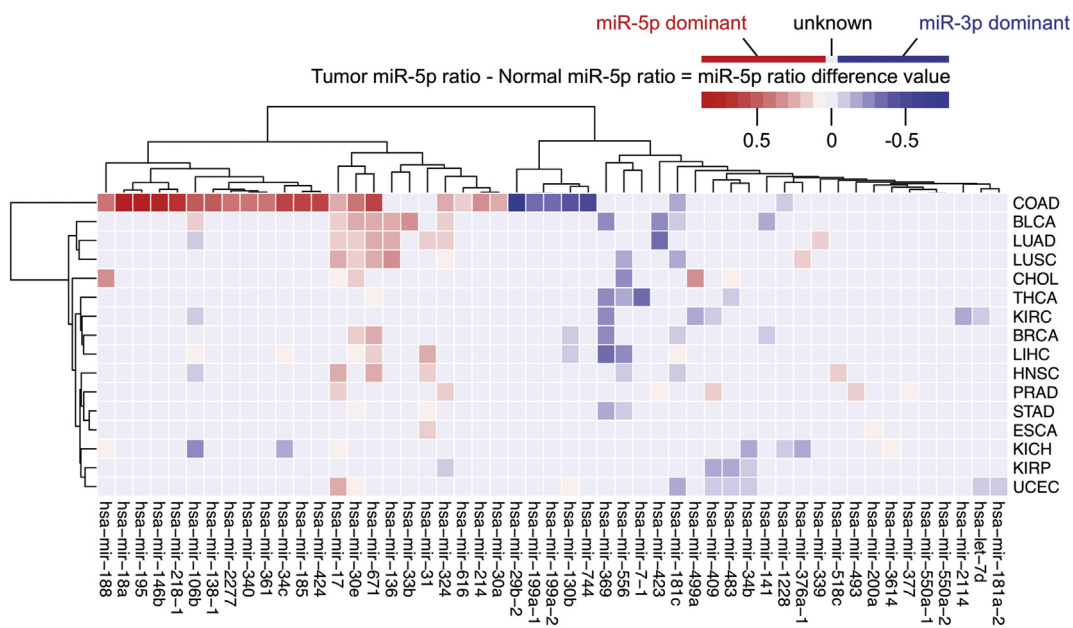 miR-5p dominant unknown miR-3p dominant
Tumor miR-5p ratio - Normal miR-5p ratio = miR-5p ratio difference value
0.5 0 -0.5
COAD
BLCA
LUAD
LUSC
CHOL
THCA
KIRC
BRCA
LIHC
HNSC
PRAD
STAD
ESCA
KICH
KIRP
UCEC
hsa-mir-188
hsa-mir-18a
hsa-mir-195
hsa-mir-146b
hsa-mir-218-1
hsa-mir-106b
hsa-mir-138-1
hsa-mir-2277
hsa-mir-340
hsa-mir-361
hsa-mir-34c
hsa-mir-185
hsa-mir-424
hsa-mir-17
hsa-mir-30e
hsa-mir-671
hsa-mir-136
hsa-mir-33b
hsa-mir-31
hsa-mir-324
hsa-mir-616
hsa-mir-214
hsa-mir-30a
hsa-mir-29b-2
hsa-mir-199a-1
hsa-mir-199a-2
hsa-mir-190b
hsa-mir-744
hsa-mir-369
hsa-mir-556
hsa-mir-7-1
hsa-mir-423
hsa-mir-181c
hsa-mir-499a
hsa-mir-409
hsa-mir-483
hsa-mir-34b
hsa-mir-141
hsa-mir-1228
hsa-mir-376a-1
hsa-mir-339
hsa-mir-518c
hsa-mir-493
hsa-mir-200a
hsa-mir-3614
hsa-mir-377
hsa-mir-550a-1
hsa-mir-550a-2
hsa-mir-2114
hsa-let-7d
hsa-mir-181a-2